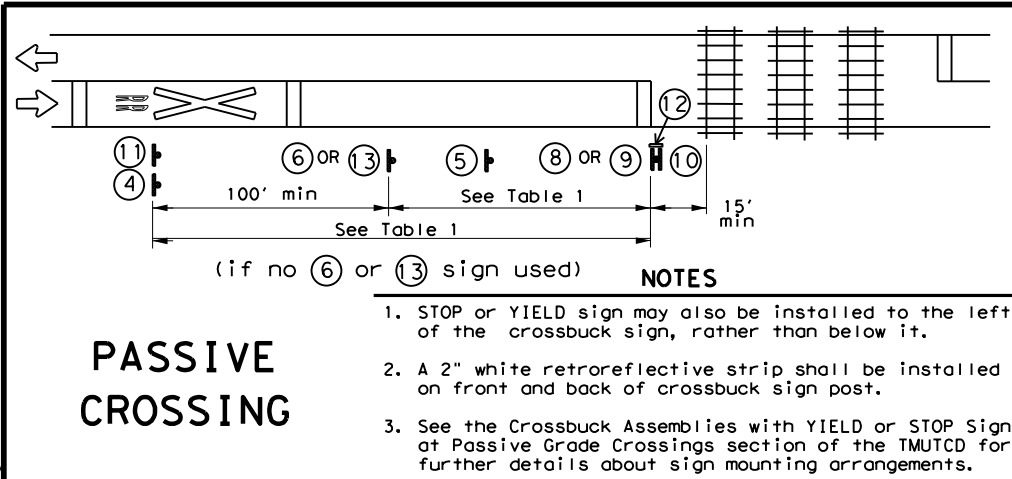 RR
12
11
6 OR 13
5
8 OR 9
10
4
100' min
See Table 1
15'
min
See Table 1
(if no 6 or 13 sign used)
NOTES
PASSIVE
CROSSING
1. STOP or YIELD sign may also be installed to the left
of the crossbuck sign, rather than below it.
2. A 2" white retroreflective strip shall be installed
on front and back of crossbuck sign post.
3. See the Crossbuck Assemblies with YIELD or STOP Sign
at Passive Grade Crossings section of the TMUTCD for
further details about sign mounting arrangements.